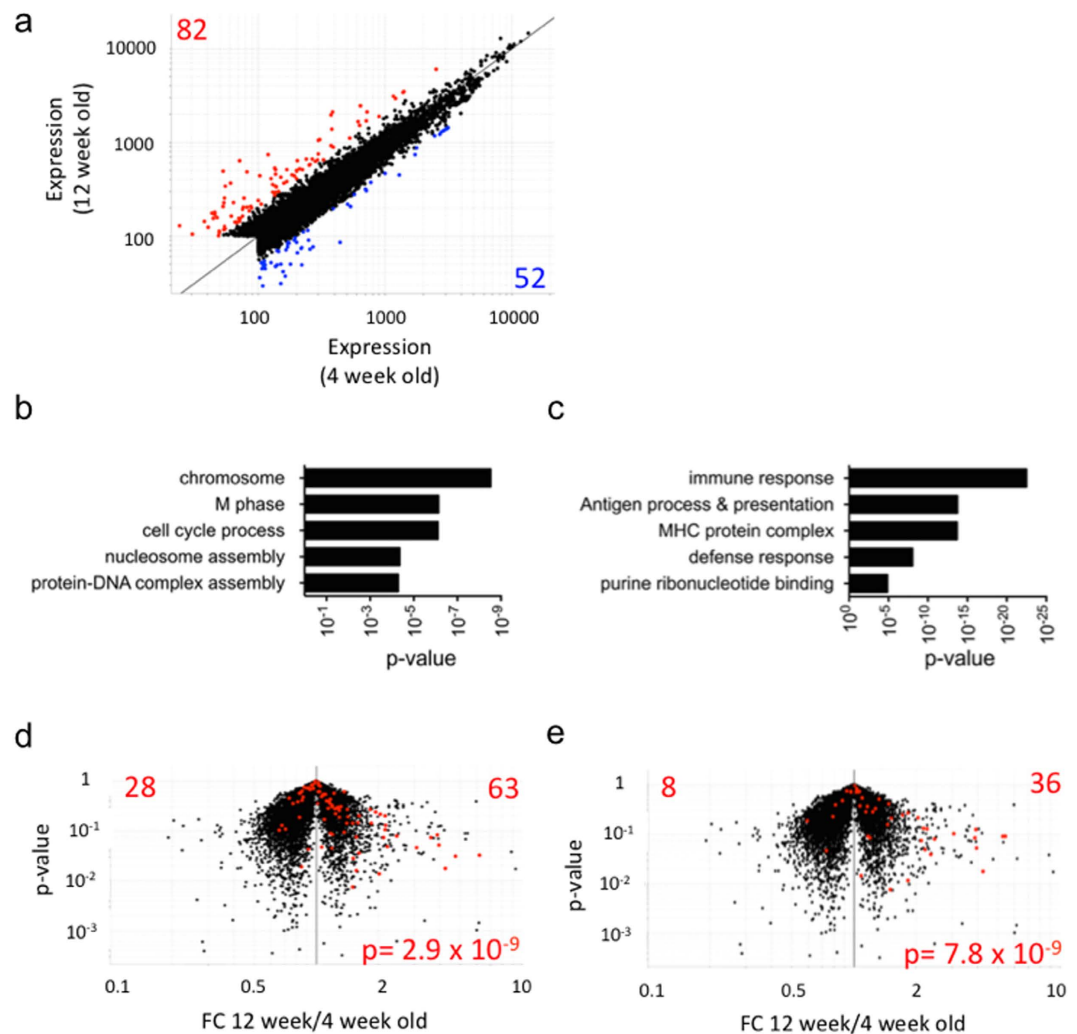 a
82
10000
1000
100
Expression
(12 week old)
52
100 1000 10000
Expression
(4 week old)
b
chromosome
M phase
cell cycle process
nucleosome assembly
protein-DNA complex assembly
10-1 10-3 10-5 10-7 10-9
p-value
c
immune response
Antigen process & presentation
MHC protein complex
defense response
purine ribonucleotide binding
100 10-5 10-10 10-15 10-20 10-25
p-value
d
28 63
1
10-1
10-2
10-3
p-value
p= 2.9 x 10-9
0.1 0.5 2 10
FC 12 week/4 week old
e
8 36
1
10-1
10-2
10-3
p-value
p= 7.8 x 10-9
0.1 0.5 2 10
FC 12 week/4 week old